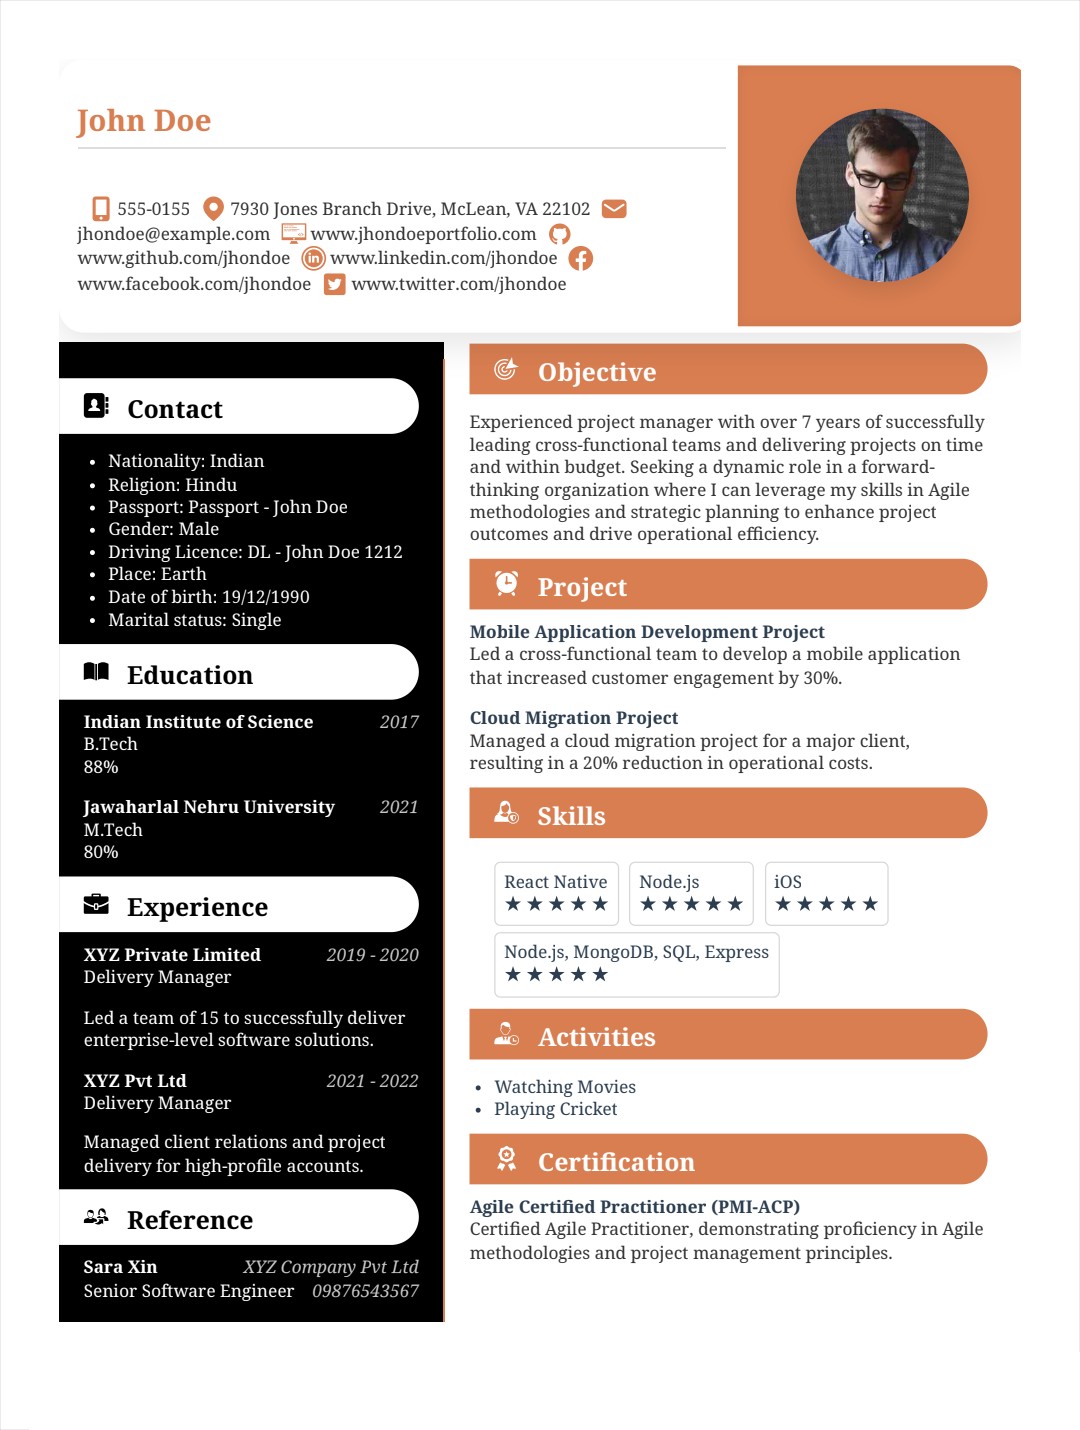 John Doe
555-0155 7930 Jones Branch Drive, McLean, VA 22102
jhondoe@example.com www.jhondoeportfolio.com
www.github.com/jhondoe www.linkedin.com/jhondoe
www.facebook.com/jhondoe www.twitter.com/jhondoe
Contact
• Nationality: Indian
• Religion: Hindu
• Passport: Passport - John Doe
• Gender: Male
• Driving Licence: DL - John Doe 1212
• Place: Earth
• Date of birth: 19/12/1990
• Marital status: Single
Education
Indian Institute of Science 2017
B.Tech
88%
Jawaharlal Nehru University 2021
M.Tech
80%
Experience
XYZ Private Limited 2019 - 2020
Delivery Manager
Led a team of 15 to successfully deliver
enterprise-level software solutions.
XYZ Pvt Ltd 2021 - 2022
Delivery Manager
Managed client relations and project
delivery for high-profile accounts.
Reference
Sara Xin XYZ Company Pvt Ltd
Senior Software Engineer 09876543567
Objective
Experienced project manager with over 7 years of successfully
leading cross-functional teams and delivering projects on time
and within budget. Seeking a dynamic role in a forward-
thinking organization where I can leverage my skills in Agile
methodologies and strategic planning to enhance project
outcomes and drive operational efficiency.
Project
Mobile Application Development Project
Led a cross-functional team to develop a mobile application
that increased customer engagement by 30%.
Cloud Migration Project
Managed a cloud migration project for a major client,
resulting in a 20% reduction in operational costs.
Skills
React Native Node.js iOS
★★★★★ ★★★★★ ★★★★★
Node.js, MongoDB, SQL, Express
★★★★★
Activities
• Watching Movies
• Playing Cricket
Certification
Agile Certified Practitioner (PMI-ACP)
Certified Agile Practitioner, demonstrating proficiency in Agile
methodologies and project management principles.